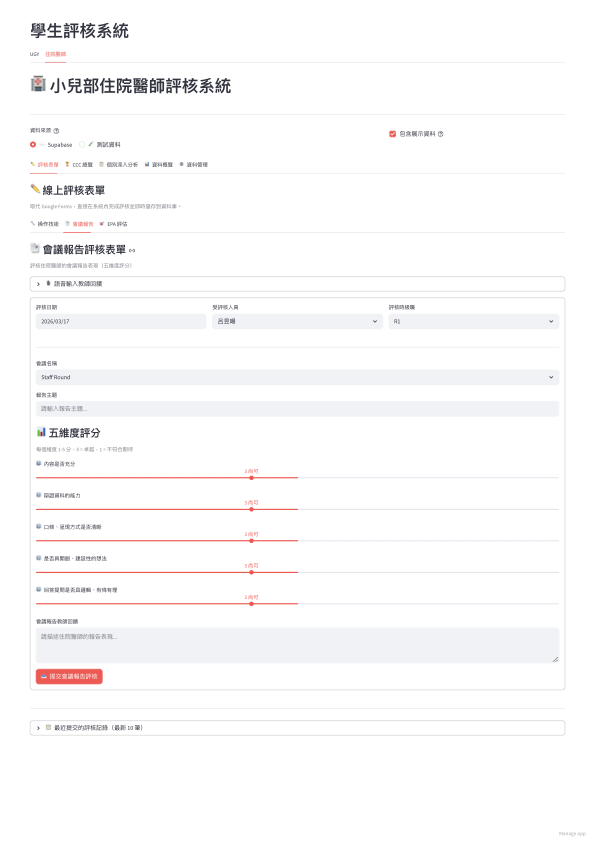 學生評核系統
UGY 住院醫師
小兒部住院醫師評核系統
資料來源
包含展示資料
Supabase 測試資料
評核表單 CCC 總覽 個別深入分析 資料概覽 資料管理
線上評核表單
取代 Google Forms,直接在系統內完成評核並即時儲存到資料庫。
操作技術 會議報告 EPA 評估
會議報告評核表單
評核住院醫師的會議報告表現(五維度評分)
語音輸入教師回饋
評核日期 受評核人員 評核時級職
2026/03/17 呂昱暘 R1
會議名稱
Staff Round
報告主題
請輸入報告主題...
五維度評分
每個維度 1-5 分,5 = 卓越,1 = 不符合期待
內容是否充分
3 尚可
辯證資料的能力
3 尚可
口條、呈現方式是否清晰
3 尚可
是否具開創、建設性的想法
3 尚可
回答提問是否具邏輯、有條有理
3 尚可
會議報告教師回饋
請描述住院醫師的報告表現...
提交會議報告評核
最近提交的評核記錄(最新 10 筆)
Manage app